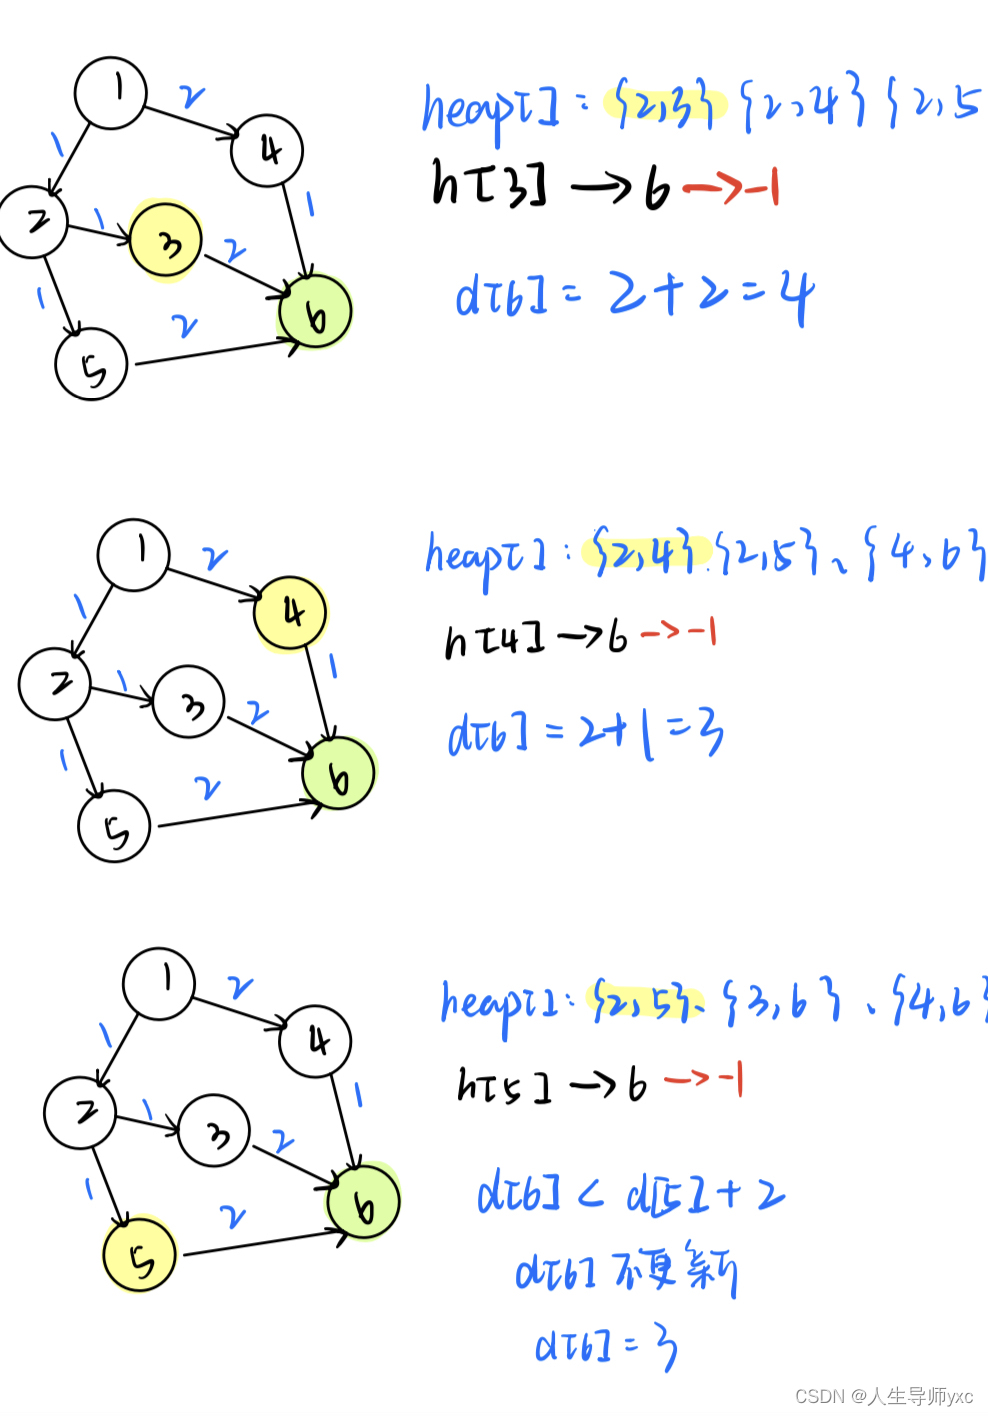 1 2 heap[]: {2,3} {2,4} {2,5
1 4
h[3] → 6 → -1
2 1 3 2 1
d[6] = 2+2=4
1 2 6
5
1 2 heap[]: {2,4}.{2,5}、{4,6}
1 4
h[4] → 6 -> -1
2 1 3 2 1
d[6] = 2+1=3
1 2 6
5
1 2 heap[]: {2,5}、{3,6}、{4,6}
1 4
h[5] → 6 -> -1
2 1 3 2 1
1 2 6
d[6] < d[5]+2
5
d[6] 不更新
d[6] = 3
CSDN @人生导师yxc